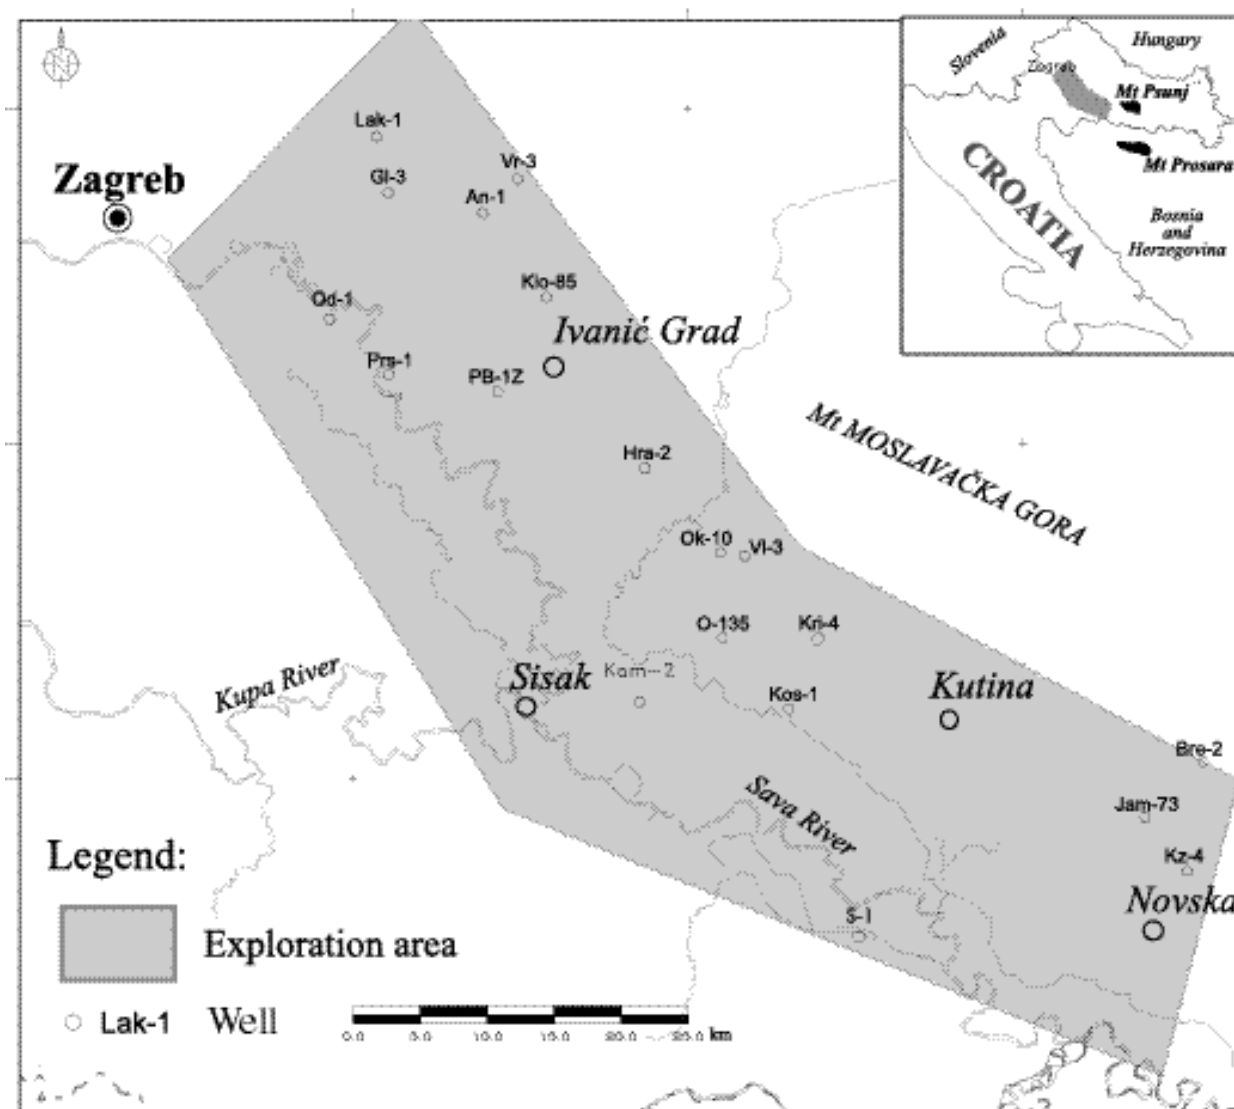 Hungary
Slovenia
Zagreb
Mt Psunj
Mt Prosara
CROATIA
Bosnia
and
Herzegovina
Lak-1
Vr-3
Zagreb
Gl-3
An-1
Klo-85
Od-1
Ivanić Grad
Prs-1
PB-1Z
Mt MOSLAVAČKA GORA
Hra-2
Ok-10
Vl-3
O-135
Kri-4
Kupa River
Sisak
Kam-2
Kos-1
Kutina
Bre-2
Sava River
Jam-73
Legend:
Kz-4
Novska
S-1
Exploration area
Lak-1 Well
0.0 5.0 10.0 15.0 20.0 25.0 km
N